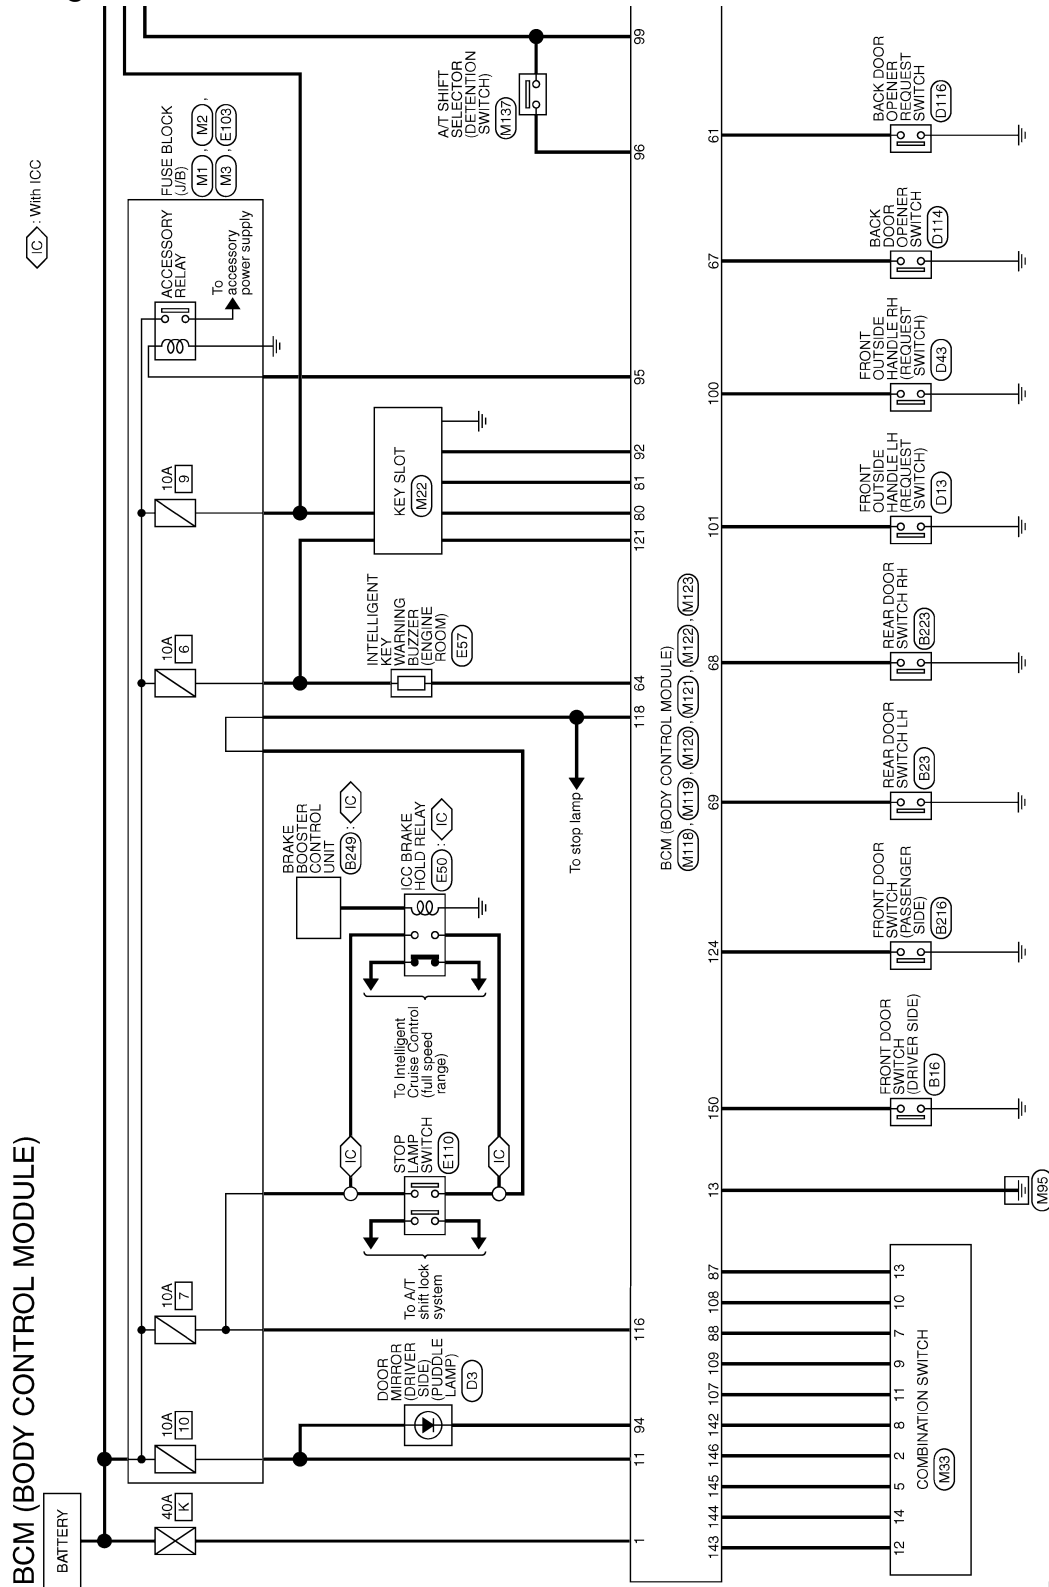 BCM (BODY CONTROL MODULE)
IC : With ICC
BATTERY
40A
K
10A
10
10A
7
10A
6
10A
9
ACCESSORY
RELAY
To
accessory
power supply
FUSE BLOCK
(J/B)
M1 , M2 ,
M3 , E103
DOOR
MIRROR
(DRIVER
SIDE)
(PUDDLE
LAMP)
D3
To A/T
shift lock
system
STOP
LAMP
SWITCH
E110
IC
IC
To Intelligent
Cruise Control
(full speed
range)
BRAKE
BOOSTER
CONTROL
UNIT
B249 : IC
ICC BRAKE
HOLD RELAY
E50 : IC
To stop lamp
INTELLIGENT
KEY
WARNING
BUZZER
(ENGINE
ROOM)
E57
KEY SLOT
M22
A/T SHIFT
SELECTOR
(DETENTION
SWITCH)
M137
1
11
94
116
118
64
121
80
81
92
95
96
99
BCM (BODY CONTROL MODULE)
M118 , M119 , M120 , M121 , M122 , M123
143
144
145
146
142
107
109
88
108
87
13
150
124
69
68
101
100
67
61
12
14
5
2
8
11
9
7
10
13
COMBINATION SWITCH
M33
M95
FRONT DOOR
SWITCH
(DRIVER SIDE)
B16
FRONT DOOR
SWITCH
(PASSENGER
SIDE)
B216
REAR DOOR
SWITCH LH
B23
REAR DOOR
SWITCH RH
B223
FRONT
OUTSIDE
HANDLE LH
(REQUEST
SWITCH)
D13
FRONT
OUTSIDE
HANDLE RH
(REQUEST
SWITCH)
D43
BACK
DOOR
OPENER
SWITCH
D114
BACK DOOR
OPENER
REQUEST
SWITCH
D116